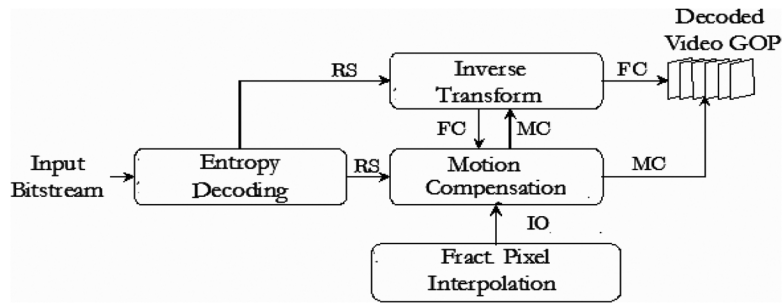 Decoded
Video GOP
RS
Inverse
Transform
FC
FC
MC
Input
Bitstream
Entropy
Decoding
RS
Motion
Compensation
MC
IO
Fract. Pixel
Interpolation